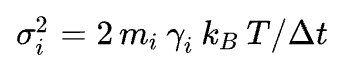 σ_i^2 = 2 m_i γ_i k_B T/Δt